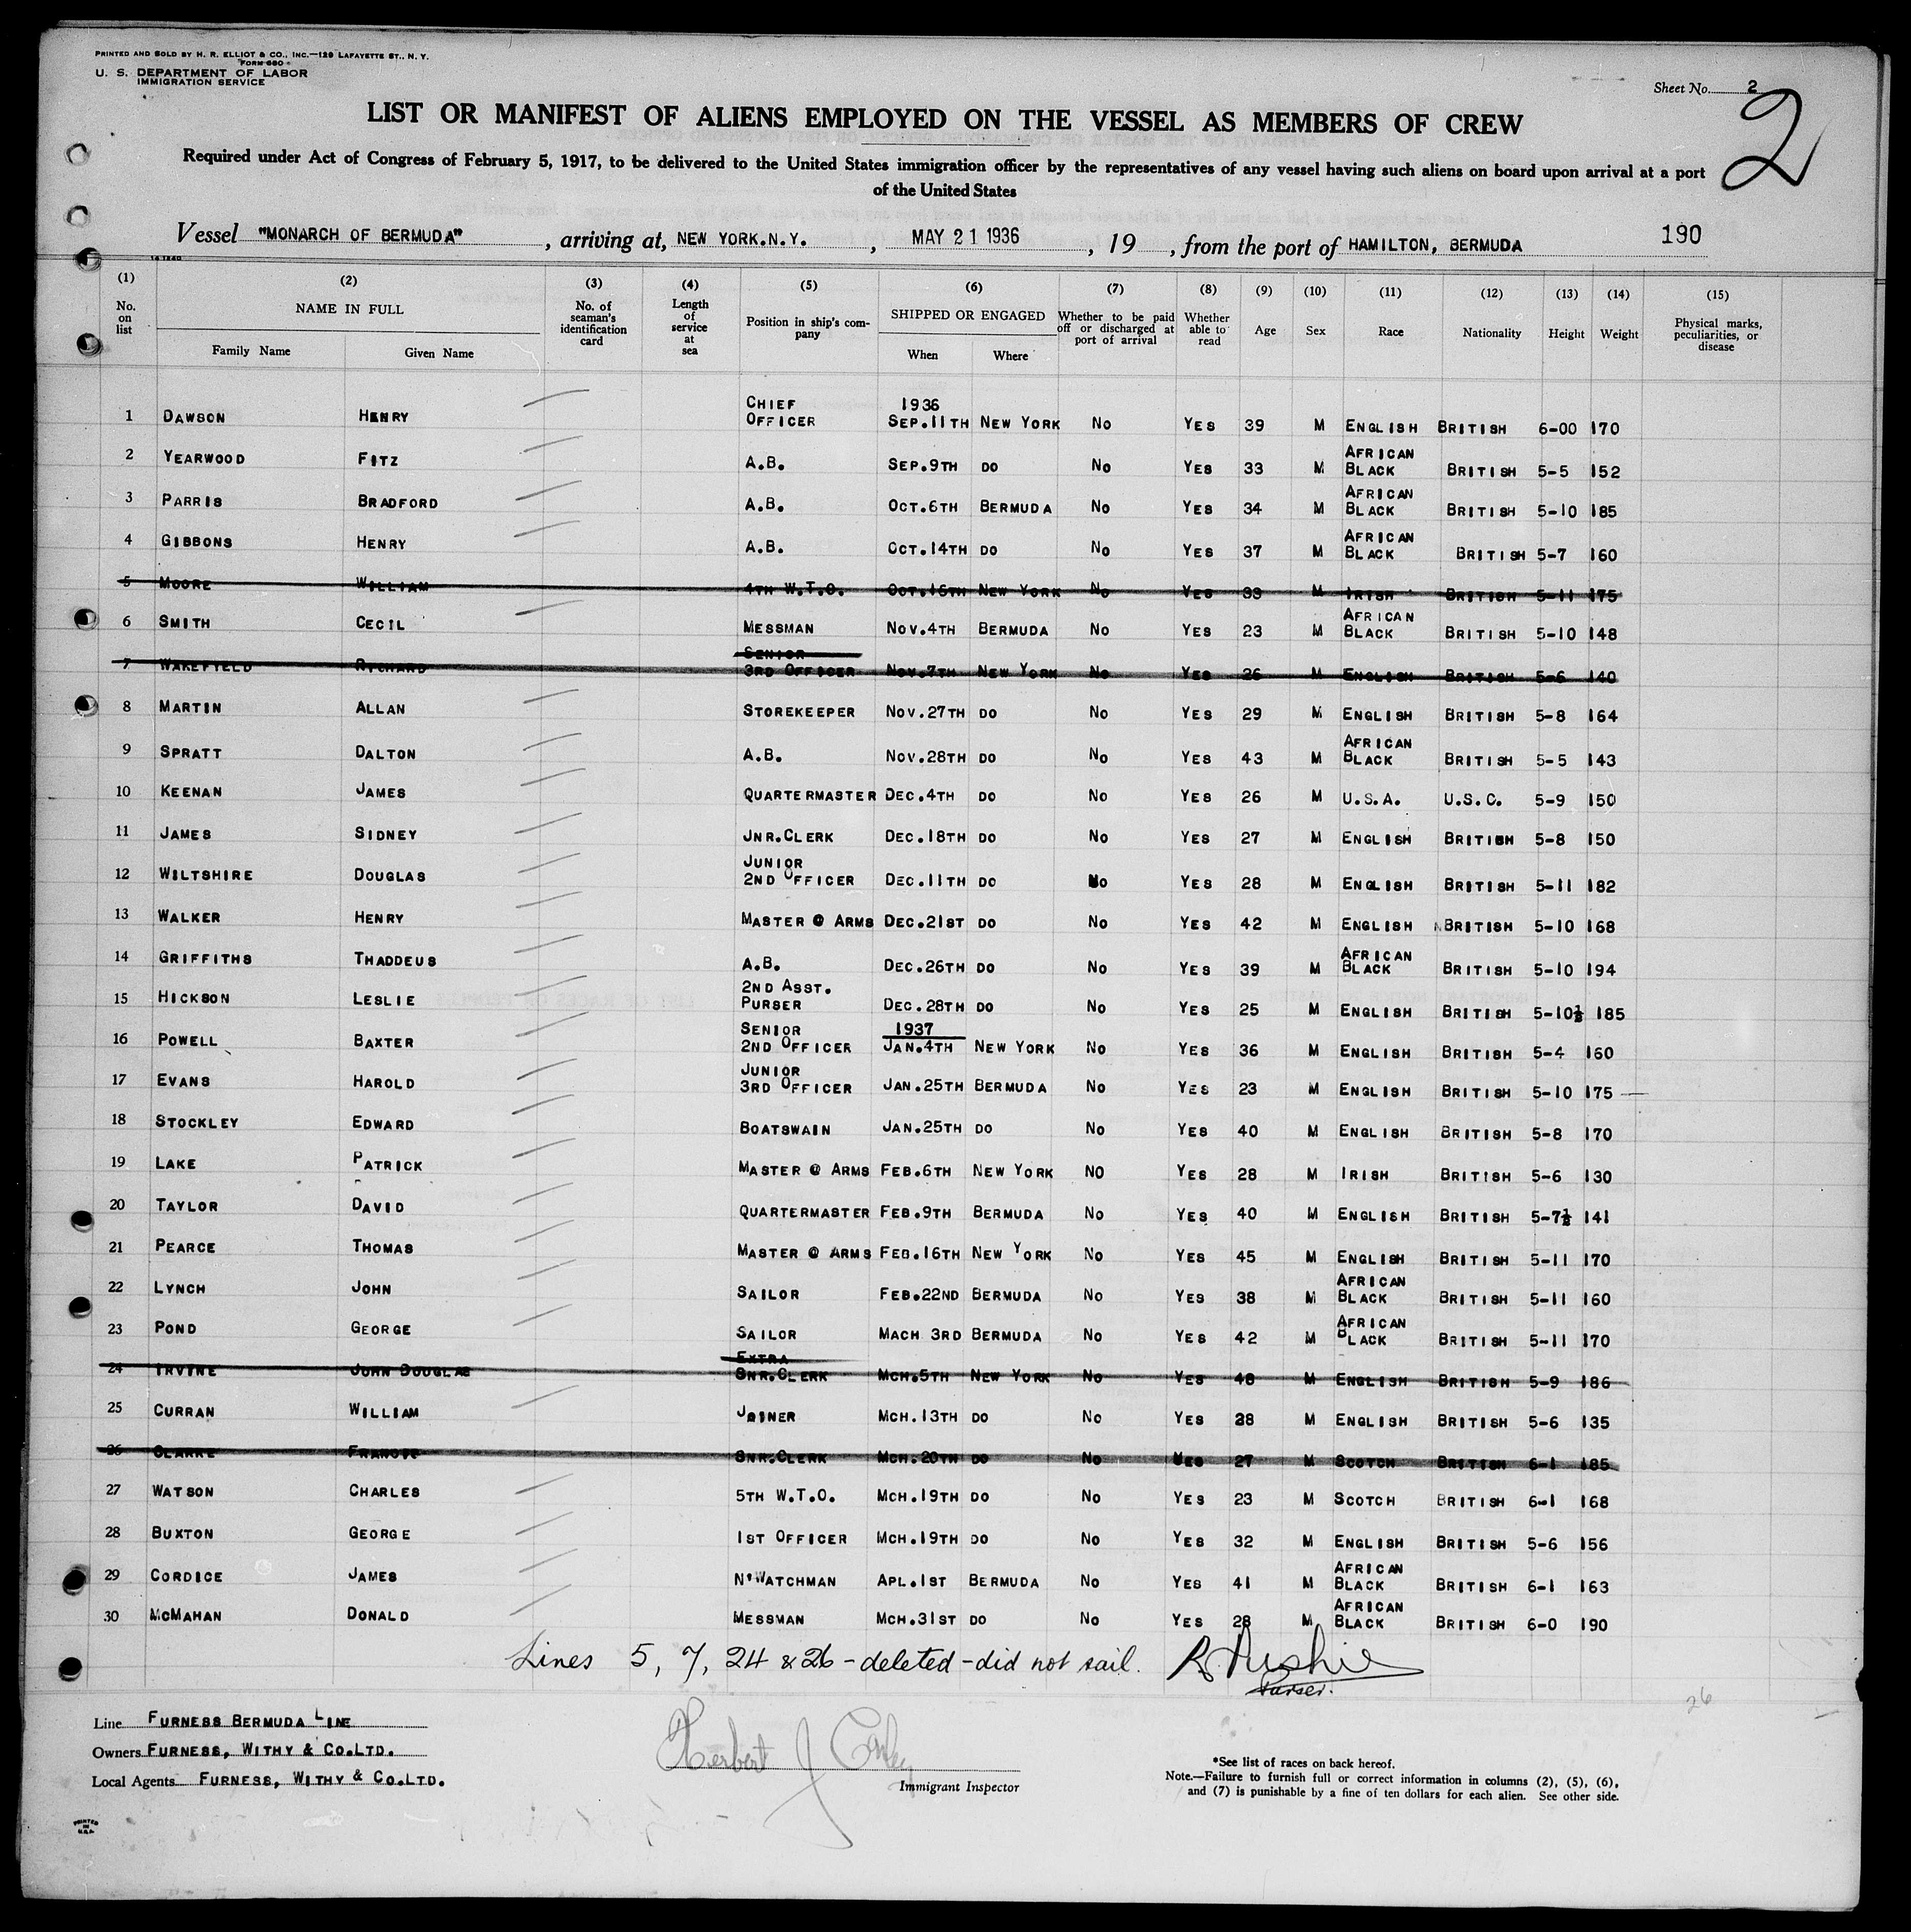 PRINTED AND SOLD BY H. R. ELLIOT & CO., INC.—129 LAFAYETTE ST., N. Y.
FORM 680
U. S. DEPARTMENT OF LABOR
IMMIGRATION SERVICE
Sheet No. 2
2
LIST OR MANIFEST OF ALIENS EMPLOYED ON THE VESSEL AS MEMBERS OF CREW
Required under Act of Congress of February 5, 1917, to be delivered to the United States immigration officer by the representatives of any vessel having such aliens on board upon arrival at a port
of the United States
Vessel "MONARCH OF BERMUDA", arriving at, NEW YORK.N.Y., MAY 21 1936, 19 , from the port of HAMILTON, BERMUDA 190
(1) (2) (3) (4) (5) (6) (7) (8) (9) (10) (11) (12) (13) (14) (15)
No. on list NAME IN FULL Family Name Given Name No. of seaman's identification card Length of service at sea Position in ship's company SHIPPED OR ENGAGED When Where Whether to be paid off or discharged at port of arrival Whether able to read Age Sex Race Nationality Height Weight Physical marks, peculiarities, or disease
1 DAWSON HENRY CHIEF OFFICER 1936 SEP.11TH NEW YORK NO YES 39 M ENGLISH BRITISH 6-00 170
2 YEARWOOD FITZ A.B. SEP.9TH DO NO YES 33 M AFRICAN BLACK BRITISH 5-5 152
3 PARRIS BRADFORD A.B. OCT.6TH BERMUDA NO YES 34 M AFRICAN BLACK BRITISH 5-10 185
4 GIBBONS HENRY A.B. OCT.14TH DO NO YES 37 M AFRICAN BLACK BRITISH 5-7 160
5 MOORE WILLIAM 4TH W.T.O. OCT.16TH NEW YORK NO YES 33 M IRISH BRITISH 5-11 175
6 SMITH CECIL MESSMAN NOV.4TH BERMUDA NO YES 23 M AFRICAN BLACK BRITISH 5-10 148
7 WAKEFIELD RICHARD SENIOR 3RD OFFICER NOV.7TH NEW YORK NO YES 26 M ENGLISH BRITISH 5-6 140
8 MARTIN ALLAN STOREKEEPER NOV.27TH DO NO YES 29 M ENGLISH BRITISH 5-8 164
9 SPRATT DALTON A.B. NOV.28TH DO NO YES 43 M AFRICAN BLACK BRITISH 5-5 143
10 KEENAN JAMES QUARTERMASTER DEC.4TH DO NO YES 26 M U.S.A. U.S.C. 5-9 150
11 JAMES SIDNEY JNR.CLERK DEC.18TH DO NO YES 27 M ENGLISH BRITISH 5-8 150
12 WILTSHIRE DOUGLAS JUNIOR 2ND OFFICER DEC.11TH DO NO YES 28 M ENGLISH BRITISH 5-11 182
13 WALKER HENRY MASTER @ ARMS DEC.21ST DO NO YES 42 M ENGLISH BRITISH 5-10 168
14 GRIFFITHS THADDEUS A.B. DEC.26TH DO NO YES 39 M AFRICAN BLACK BRITISH 5-10 194
15 HICKSON LESLIE 2ND ASST. PURSER DEC.28TH DO NO YES 25 M ENGLISH BRITISH 5-10½ 185
16 POWELL BAXTER SENIOR 2ND OFFICER 1937 JAN.4TH NEW YORK NO YES 36 M ENGLISH BRITISH 5-4 160
17 EVANS HAROLD JUNIOR 3RD OFFICER JAN.25TH BERMUDA NO YES 23 M ENGLISH BRITISH 5-10 175
18 STOCKLEY EDWARD BOATSWAIN JAN.25TH DO NO YES 40 M ENGLISH BRITISH 5-8 170
19 LAKE PATRICK MASTER @ ARMS FEB.6TH NEW YORK NO YES 28 M IRISH BRITISH 5-6 130
20 TAYLOR DAVID QUARTERMASTER FEB.9TH BERMUDA NO YES 40 M ENGLISH BRITISH 5-7½ 141
21 PEARCE THOMAS MASTER @ ARMS FEB.16TH NEW YORK NO YES 45 M ENGLISH BRITISH 5-11 170
22 LYNCH JOHN SAILOR FEB.22ND BERMUDA NO YES 38 M AFRICAN BLACK BRITISH 5-11 160
23 POND GEORGE SAILOR MACH 3RD BERMUDA NO YES 42 M AFRICAN BLACK BRITISH 5-11 170
24 IRVINE JOHN DOUGLAS EXTRA SNR.CLERK MCH.5TH NEW YORK NO YES 48 M ENGLISH BRITISH 5-9 186
25 CURRAN WILLIAM JOINER MCH.13TH DO NO YES 28 M ENGLISH BRITISH 5-6 135
26 CLARKE FRANCIS SNR.CLERK MCH.20TH DO NO YES 27 M SCOTCH BRITISH 6-1 185
27 WATSON CHARLES 5TH W.T.O. MCH.19TH DO NO YES 23 M SCOTCH BRITISH 6-1 168
28 BUXTON GEORGE 1ST OFFICER MCH.19TH DO NO YES 32 M ENGLISH BRITISH 5-6 156
29 CORDICE JAMES N'WATCHMAN APL.1ST BERMUDA NO YES 41 M AFRICAN BLACK BRITISH 6-1 163
30 MCMAHAN DONALD MESSMAN MCH.31ST DO NO YES 28 M AFRICAN BLACK BRITISH 6-0 190
Lines 5, 7, 24 & 26 - deleted - did not sail.
Purser.
26
Line FURNESS BERMUDA LINE
Owners FURNESS, WITHY & CO.LTD.
Local Agents FURNESS, WITHY & CO.LTD.
Herbert J
Immigrant Inspector
*See list of races on back hereof.
Note.—Failure to furnish full or correct information in columns (2), (5), (6),
and (7) is punishable by a fine of ten dollars for each alien. See other side.
PRINTED IN U.S.A.